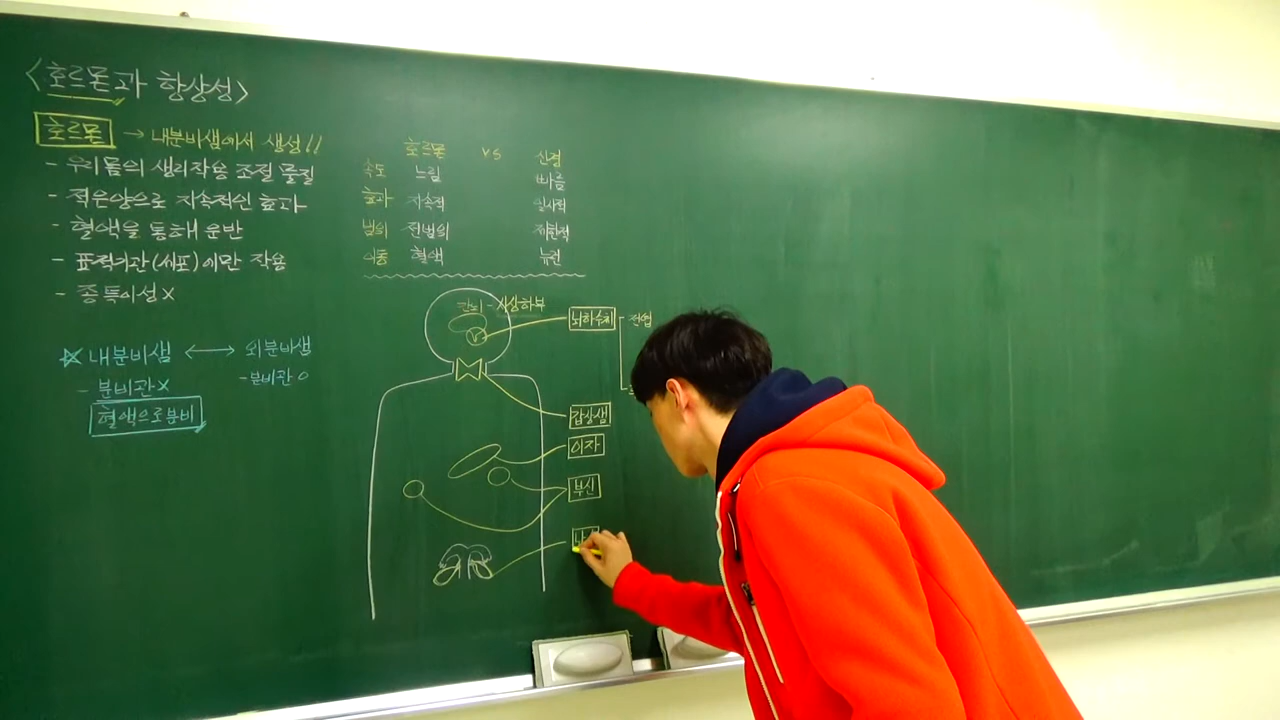 <호르몬과 항상성>
호르몬 → 내분비샘에서 생성!!
- 우리몸의 생리작용 조절 물질
- 적은양으로 지속적인 효과
- 혈액을 통해 운반
- 표적기관(세포)에만 작용
- 종특이성 X
호르몬 vs 신경
속도 느림 빠름
효과 지속적 일시적
범위 전범위 제한적
이동 혈액 뉴런
☆ 내분비샘 ↔ 외분비샘
- 분비관 X - 분비관 O
혈액으로 분비
간뇌 - 시상하부
뇌하수체 전엽
갑상샘
이자
부신